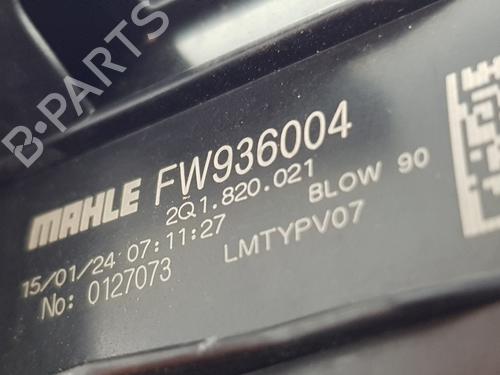 B-PARTS
MAHLE FW936004
2Q1.820.021
15/01/24 07:11:27 BLOW 90
No: 0127073 LMTYPV07